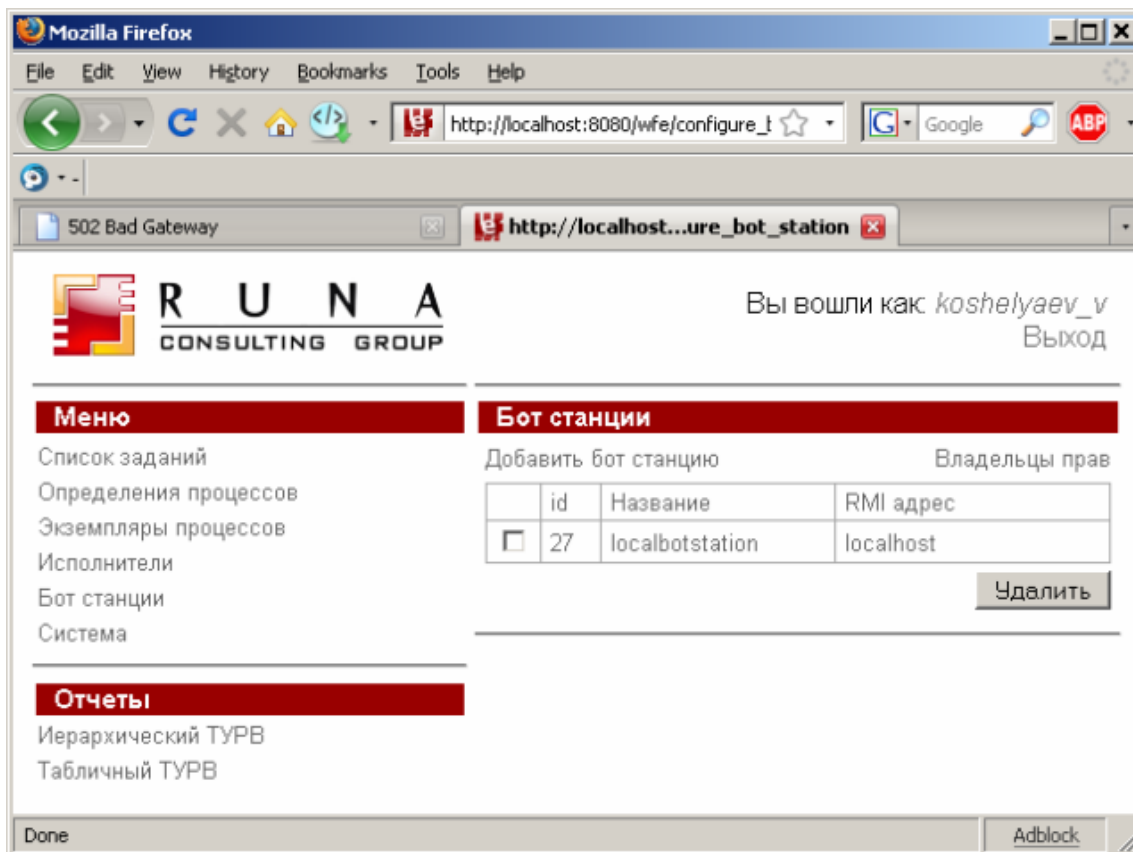 Mozilla Firefox
File Edit View History Bookmarks Tools Help
http://localhost:8080/wfe/configure_b Google ABP
502 Bad Gateway http://localhost...ure_bot_station
RUNA
CONSULTING GROUP
Вы вошли как: koshelyaev_v
Выход
Меню
Список заданий
Определения процессов
Экземпляры процессов
Исполнители
Бот станции
Система
Отчеты
Иерархический ТУРВ
Табличный ТУРВ
Бот станции
Добавить бот станцию Владельцы прав
id Название RMI адрес
27 localbotstation localhost
Удалить
Done Adblock